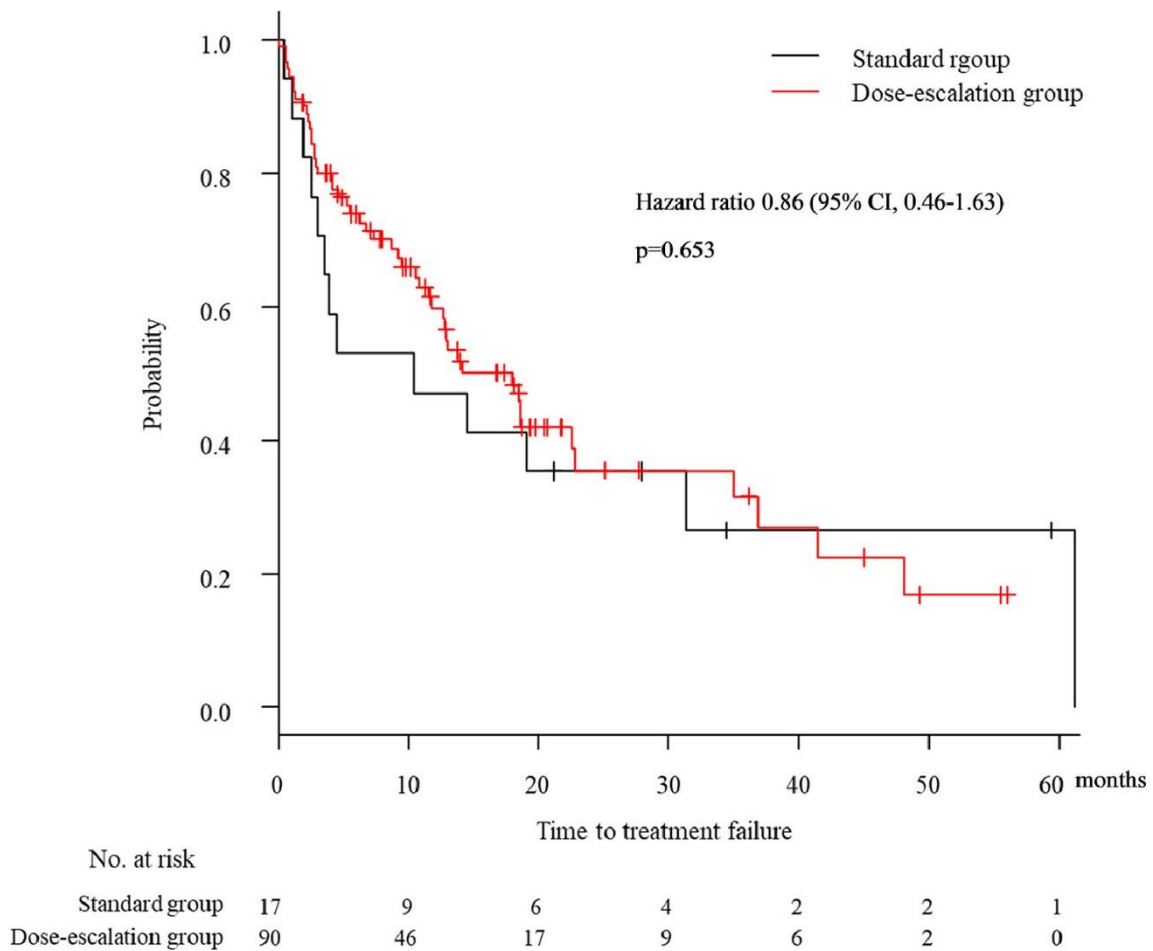 1.0
0.8
0.6
0.4
0.2
0.0
Probability
Standard rgoup
Dose-escalation group
Hazard ratio 0.86 (95% CI, 0.46-1.63)
p=0.653
0 10 20 30 40 50 60 months
Time to treatment failure
No. at risk
Standard group 17 9 6 4 2 2 1
Dose-escalation group 90 46 17 9 6 2 0